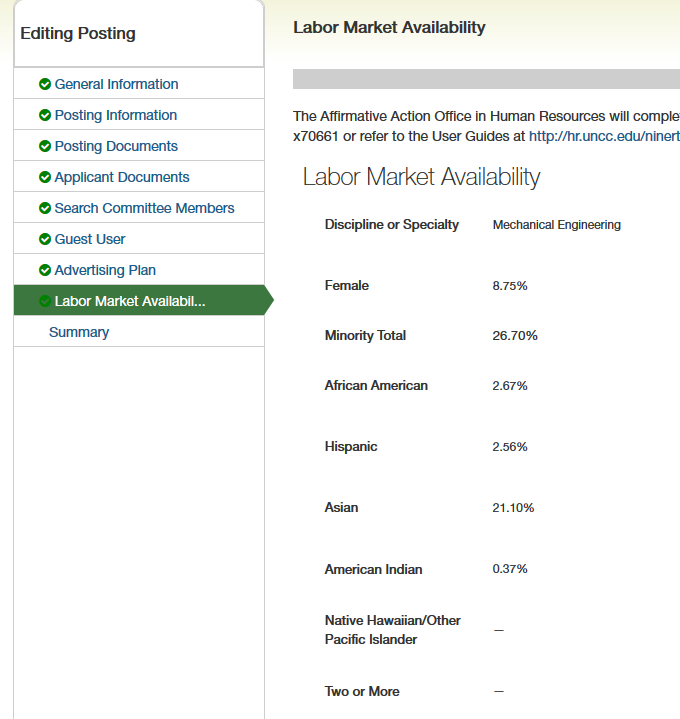 Editing Posting
General Information
Posting Information
Posting Documents
Applicant Documents
Search Committee Members
Guest User
Advertising Plan
Labor Market Availabil...
Summary
Labor Market Availability
The Affirmative Action Office in Human Resources will comple
x70661 or refer to the User Guides at http://hr.uncc.edu/ninert
Labor Market Availability
Discipline or Specialty Mechanical Engineering
Female 8.75%
Minority Total 26.70%
African American 2.67%
Hispanic 2.56%
Asian 21.10%
American Indian 0.37%
Native Hawaiian/Other
Pacific Islander —
Two or More —